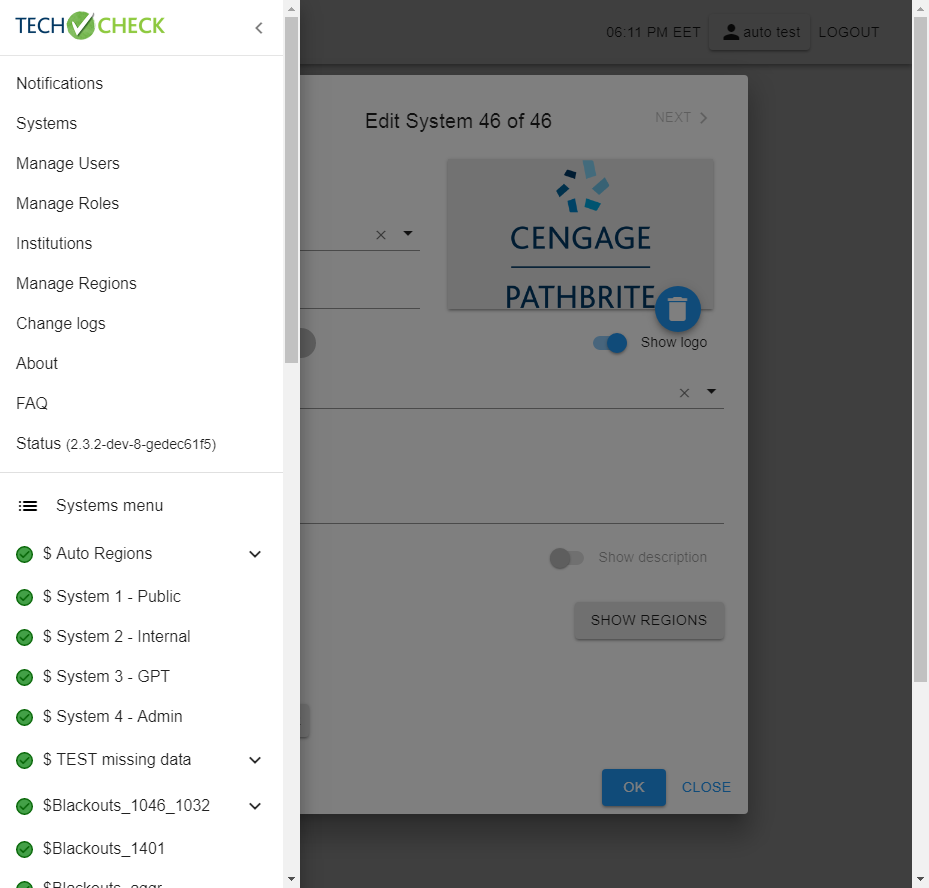 TECH CHECK
06:11 PM EET
auto test
LOGOUT
Notifications
Systems
Manage Users
Manage Roles
Institutions
Manage Regions
Change logs
About
FAQ
Status (2.3.2-dev-8-gedec61f5)
Systems menu
$ Auto Regions
$ System 1 - Public
$ System 2 - Internal
$ System 3 - GPT
$ System 4 - Admin
$ TEST missing data
$Blackouts_1046_1032
$Blackouts_1401
$Blackouts_aggr
Edit System 46 of 46
NEXT
CENGAGE
PATHBRITE
Show logo
Show description
SHOW REGIONS
OK
CLOSE